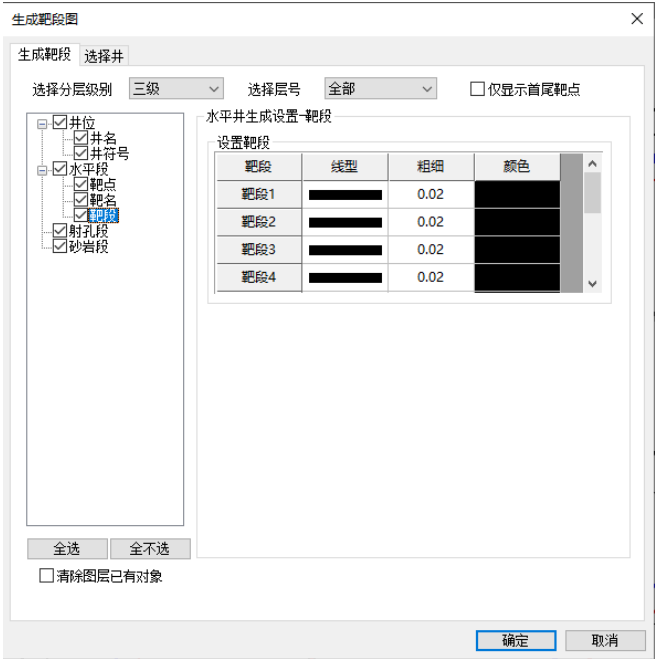 生成靶段图
生成靶段 选择井
选择分层级别 三级 选择层号 全部 仅显示首尾靶点
井位
井名
井符号
水平段
靶点
靶名
靶段
射孔段
砂岩段
水平井生成设置-靶段
设置靶段
靶段 线型 粗细 颜色
靶段1 0.02
靶段2 0.02
靶段3 0.02
靶段4 0.02
全选 全不选
清除图层已有对象
确定 取消